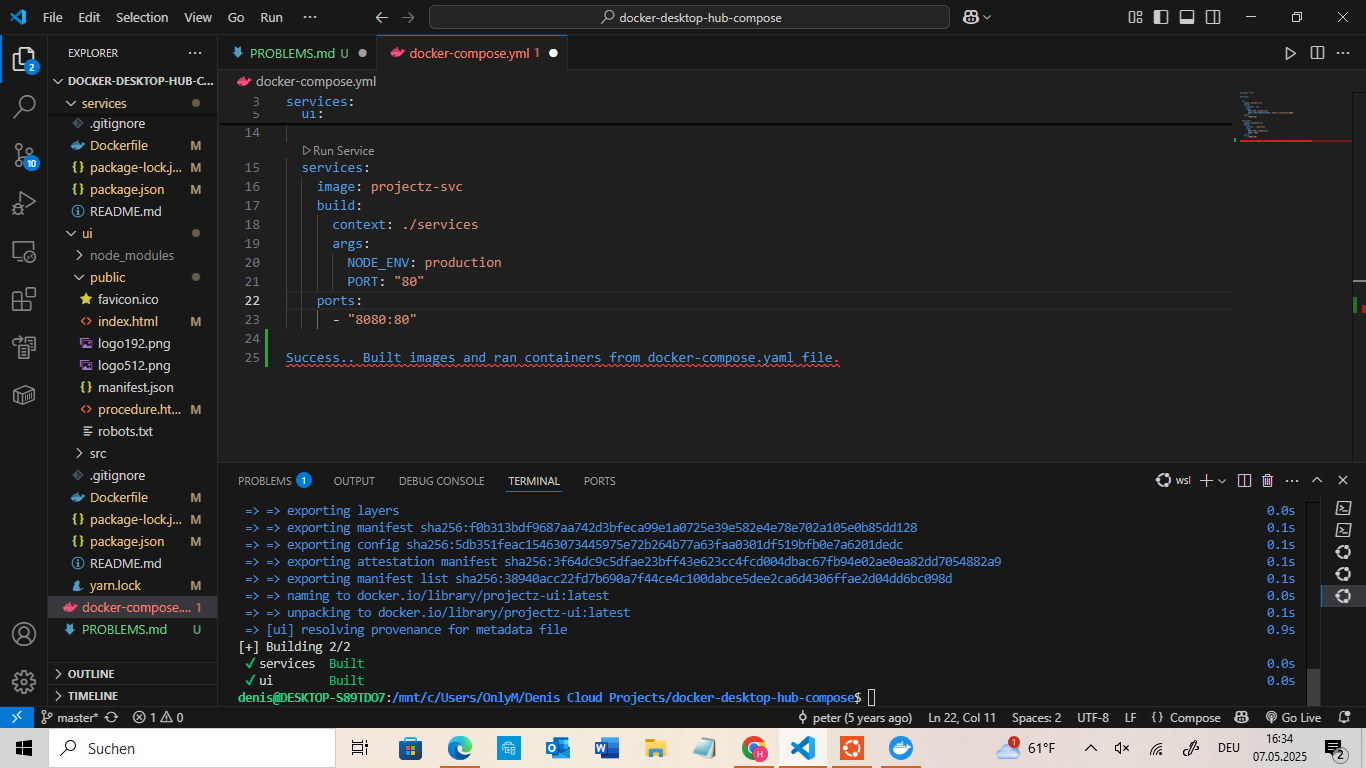 File Edit Selection View Go Run ··· docker-desktop-hub-compose
EXPLORER ···
DOCKER-DESKTOP-HUB-C...
services
.gitignore
Dockerfile M
package-lock.j... M
package.json M
README.md
ui
node_modules
public
favicon.ico
index.html M
logo192.png
logo512.png
manifest.json
procedure.ht... M
robots.txt
src
.gitignore
Dockerfile M
package-lock.j... M
package.json M
README.md
yarn.lock M
docker-compose.... 1
PROBLEMS.md U
OUTLINE
TIMELINE
2
10
PROBLEMS.md U docker-compose.yml 1
docker-compose.yml
3 services:
5 ui:
14
Run Service
15 services:
16 image: projectz-svc
17 build:
18 context: ./services
19 args:
20 NODE_ENV: production
21 PORT: "80"
22 ports:
23 - "8080:80"
24
25 Success.. Built images and ran containers from docker-compose.yaml file.
PROBLEMS 1 OUTPUT DEBUG CONSOLE TERMINAL PORTS wsl
=> => exporting layers 0.0s
=> => exporting manifest sha256:f0b313bdf9687aa742d3bfeca99e1a0725e39e582e4e78e702a105e0b85dd128 0.1s
=> => exporting config sha256:5db351feac15463073445975e72b264b77a63faa0301df519bfb0e7a6201dedc 0.1s
=> => exporting attestation manifest sha256:3f64dc9c5dfae23bff43e623cc4fcd004dbac67fb94e02ae0ea82dd7054882a9 0.1s
=> => exporting manifest list sha256:38940acc22fd7b690a7f44ce4c100dabce5dee2ca6d4306ffae2d04dd6bc098d 0.1s
=> => naming to docker.io/library/projectz-ui:latest 0.0s
=> => unpacking to docker.io/library/projectz-ui:latest 0.1s
=> [ui] resolving provenance for metadata file 0.9s
[+] Building 2/2
✔ services Built 0.0s
✔ ui Built 0.0s
denis@DESKTOP-S89TDO7:/mnt/c/Users/OnlyM/Denis Cloud Projects/docker-desktop-hub-compose$
master* 1 0 peter (5 years ago) Ln 22, Col 11 Spaces: 2 UTF-8 LF Compose Go Live
Suchen 1 61°F DEU 16:34
07.05.2025 2